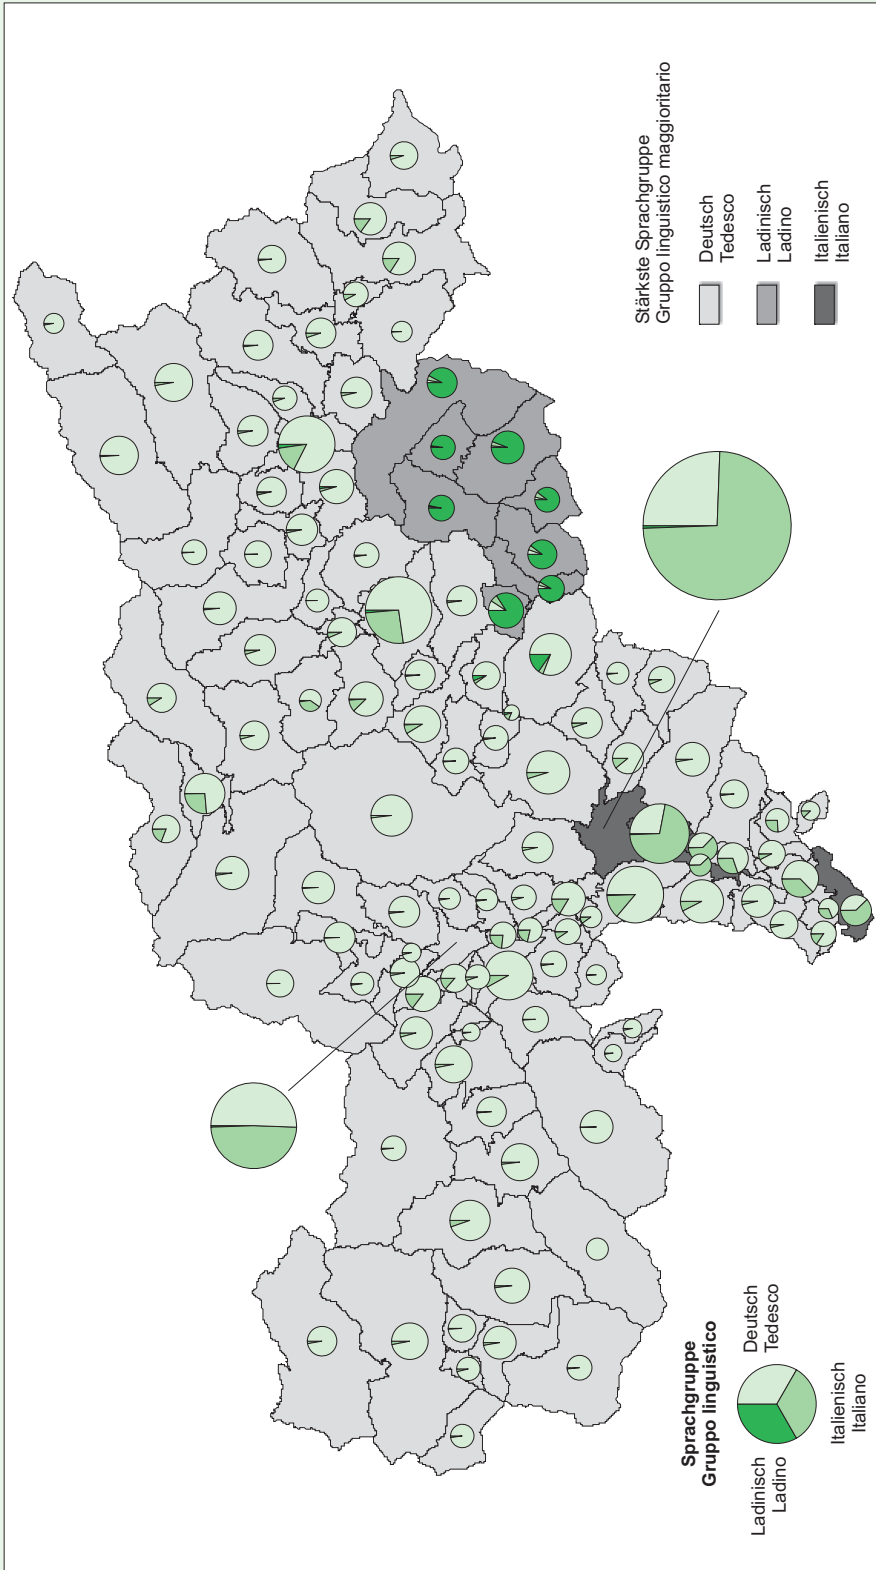 Stärkste Sprachgruppe
Gruppo linguistico maggioritario
Deutsch
Tedesco
Ladinisch
Ladino
Italienisch
Italiano
Sprachgruppe
Gruppo linguistico
Deutsch
Tedesco
Ladinisch
Ladino
Italienisch
Italiano